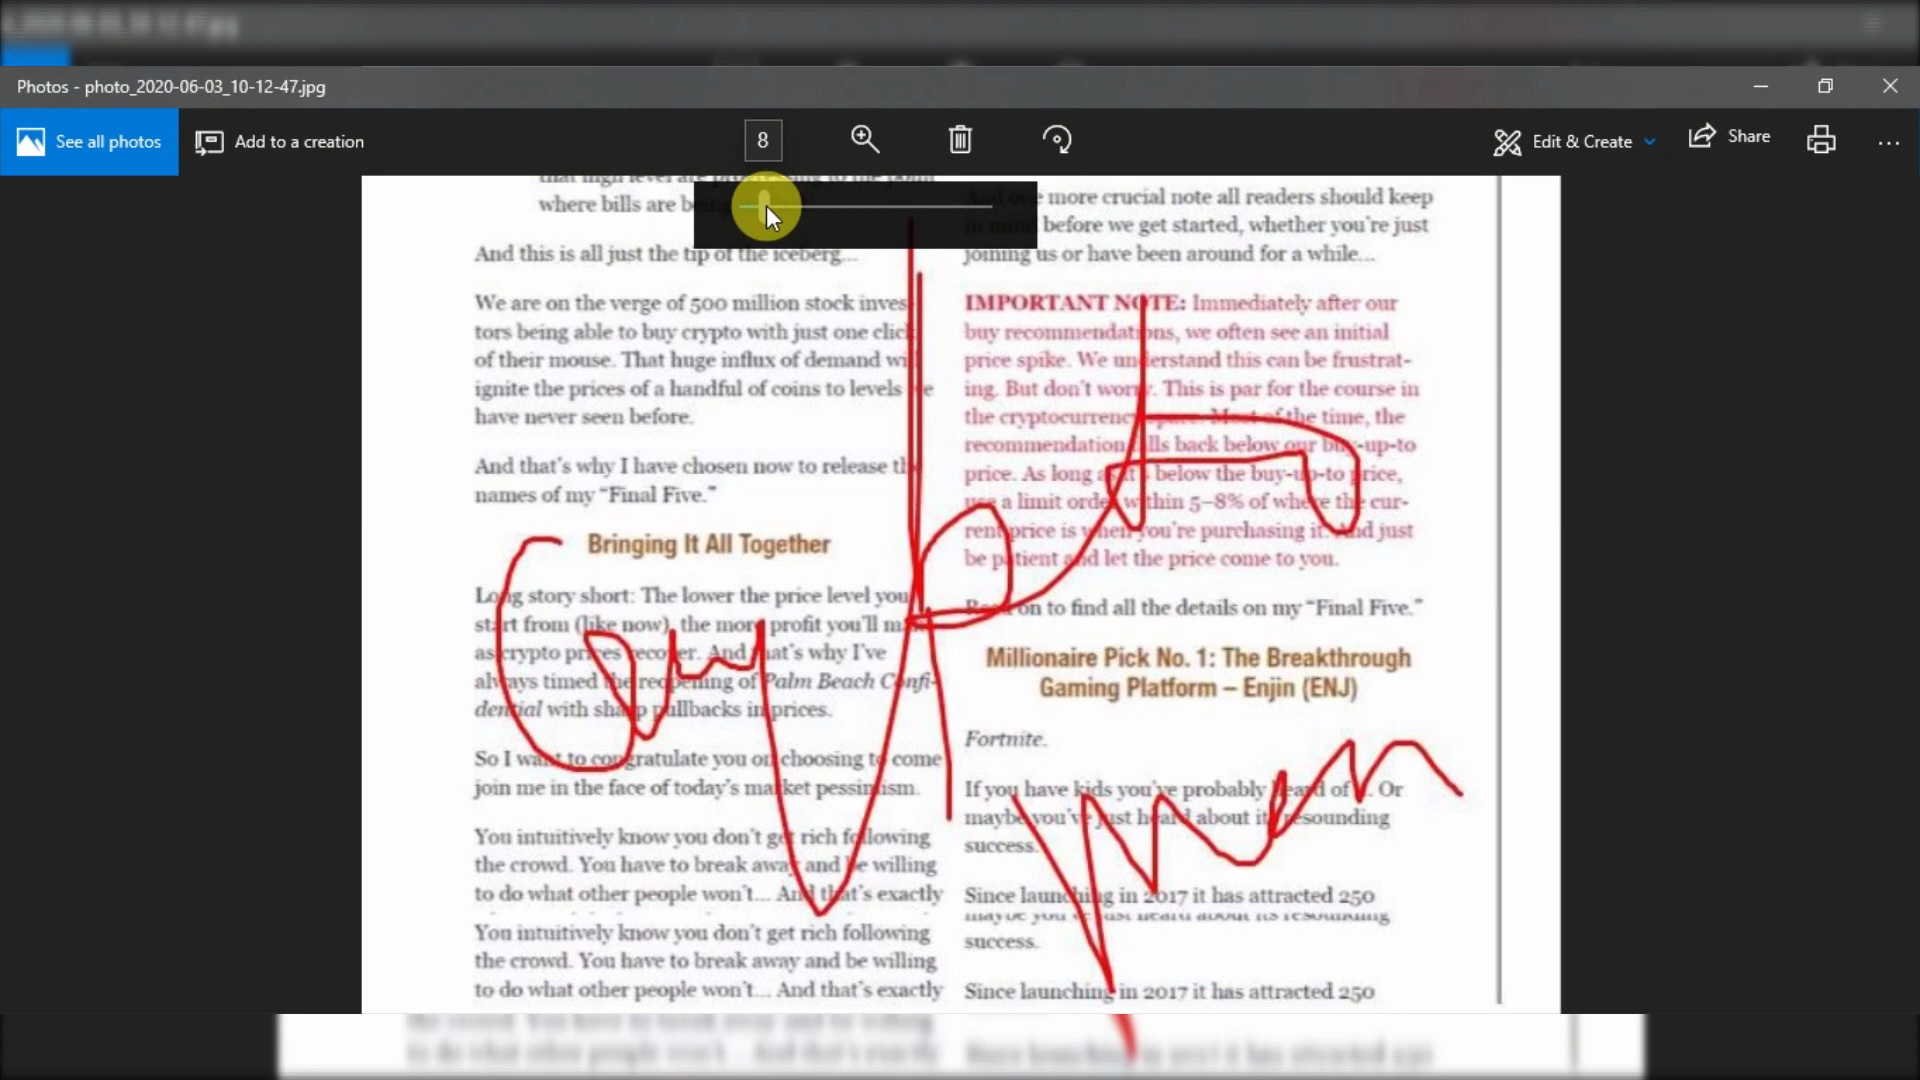 Photos - photo_2020-06-03_10-12-47.jpg
See all photos
Add to a creation
8
Edit & Create
Share
where bills are
And this is all just the tip of the iceberg...
We are on the verge of 500 million stock inves-
tors being able to buy crypto with just one click
of their mouse. That huge influx of demand will
ignite the prices of a handful of coins to levels we
have never seen before.
And that's why I have chosen now to release the
names of my “Final Five.”
Bringing It All Together
Long story short: The lower the price level you
start from (like now), the more profit you'll make
as crypto prices recover. And that's why I've
always timed the reopening of Palm Beach Confi-
dential with sharp pullbacks in prices.
So I want to congratulate you on choosing to come
join me in the face of today's market pessimism.
You intuitively know you don't get rich following
the crowd. You have to break away and be willing
to do what other people won't... And that's exactly
You intuitively know you don't get rich following
the crowd. You have to break away and be willing
to do what other people won't... And that's exactly
And one more crucial note all readers should keep
in mind before we get started, whether you're just
joining us or have been around for a while...
IMPORTANT NOTE: Immediately after our
buy recommendations, we often see an initial
price spike. We understand this can be frustrat-
ing. But don't worry. This is par for the course in
the cryptocurrency space. Most of the time, the
recommendation falls back below our buy-up-to
price. As long as it's below the buy-up-to price,
use a limit order within 5–8% of where the cur-
rent price is when you're purchasing it. And just
be patient and let the price come to you.
Read on to find all the details on my “Final Five.”
Millionaire Pick No. 1: The Breakthrough
Gaming Platform – Enjin (ENJ)
Fortnite.
If you have kids you've probably heard of it. Or
maybe you've just heard about its resounding
success.
Since launching in 2017 it has attracted 250
maybe you've just heard about its resounding
success.
Since launching in 2017 it has attracted 250